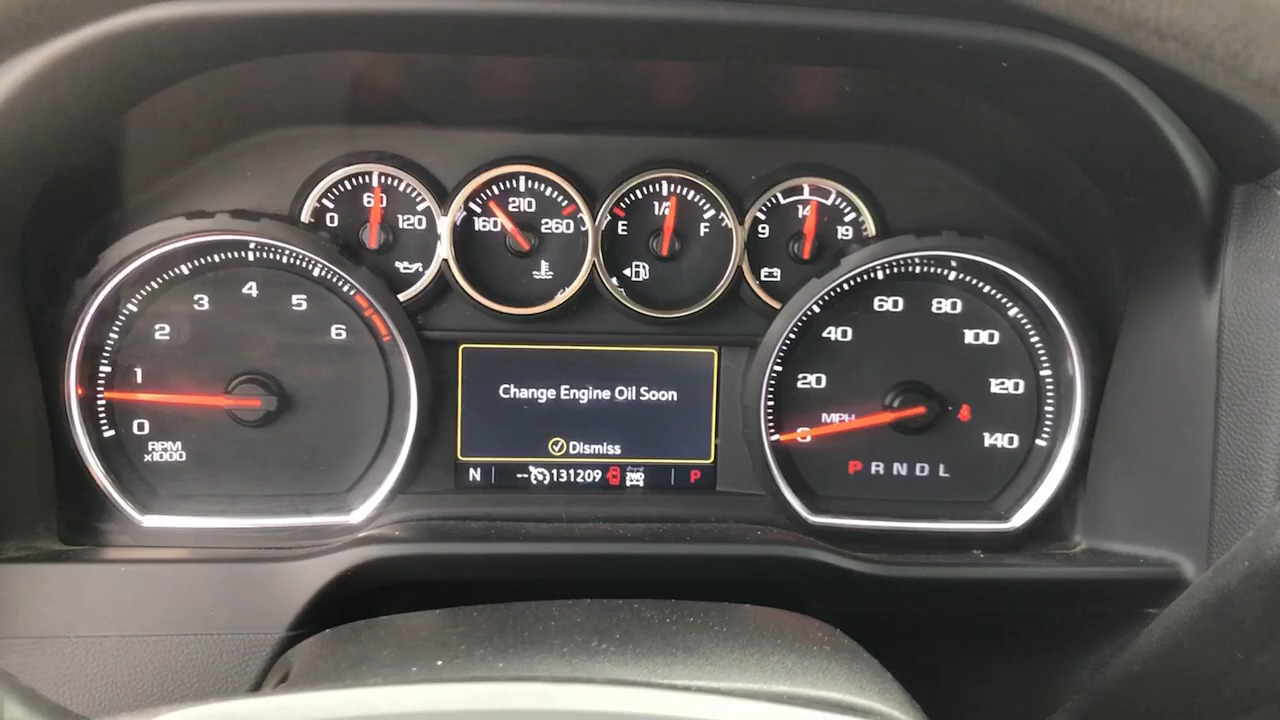 0 60 120
160 210 260
E 1/2 F
9 14 19
0 1 2 3 4 5 6
RPM
x1000
Change Engine Oil Soon
Dismiss
N -- 131209 2WD P
0 20 40 60 80 100 120 140
MPH
P R N D L